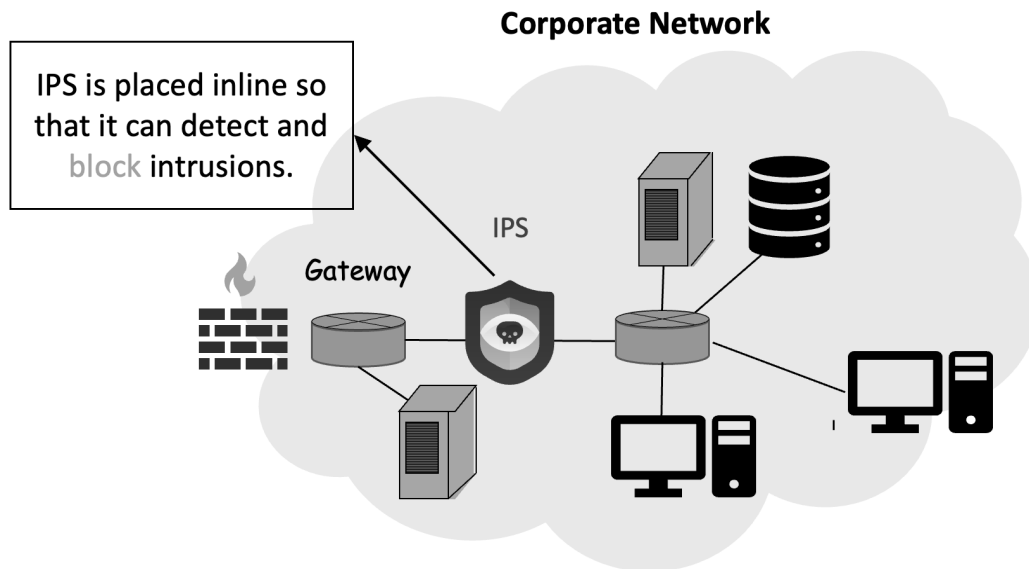 Corporate Network
IPS is placed inline so
that it can detect and
block intrusions.
IPS
Gateway